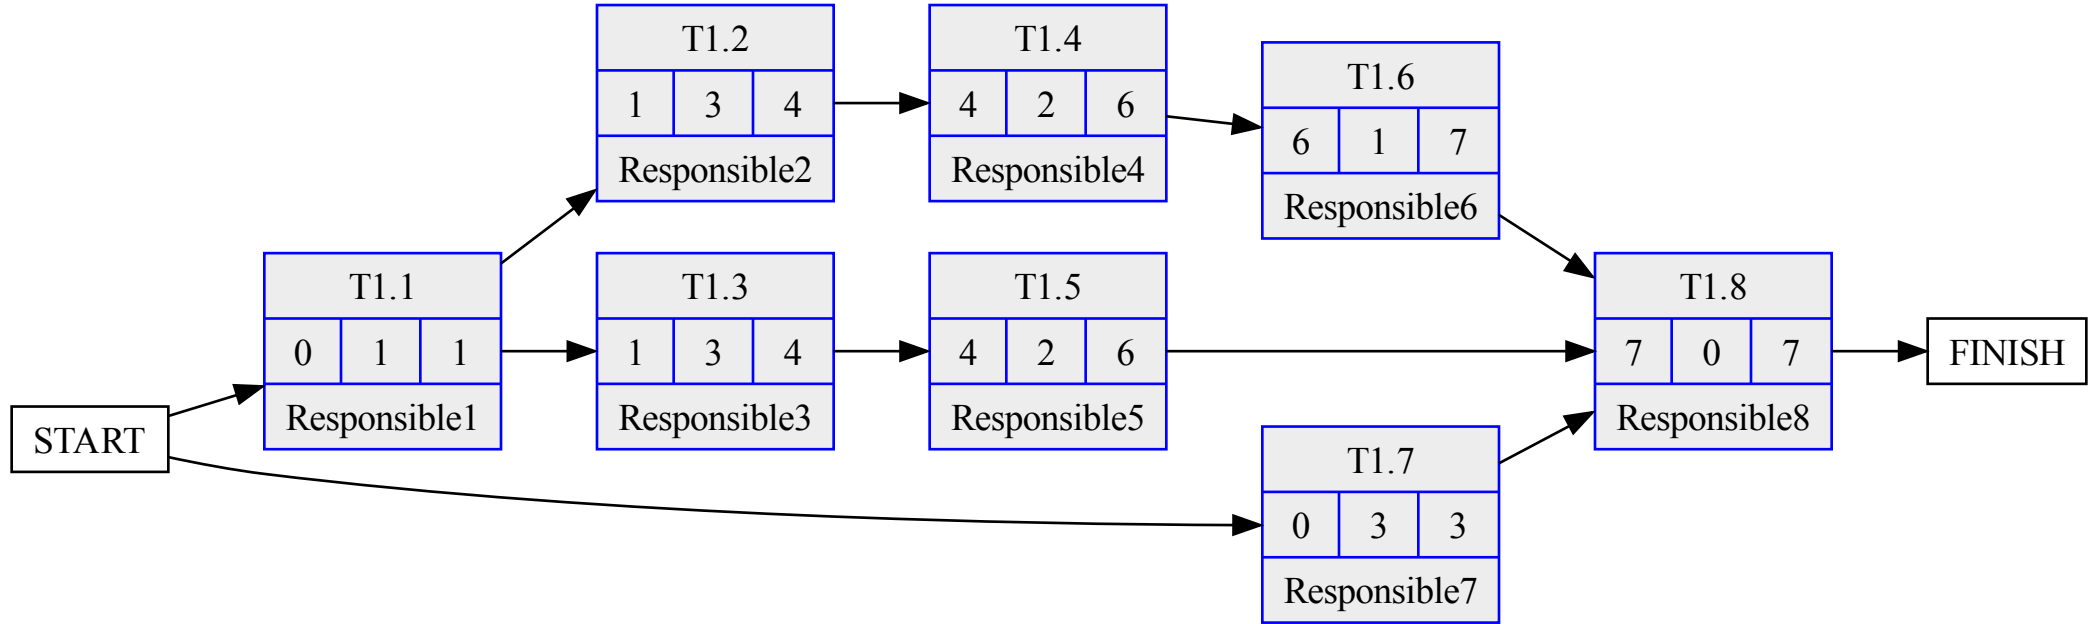 START
T1.1
0 1 1
Responsible1
T1.2
1 3 4
Responsible2
T1.3
1 3 4
Responsible3
T1.4
4 2 6
Responsible4
T1.5
4 2 6
Responsible5
T1.6
6 1 7
Responsible6
T1.7
0 3 3
Responsible7
T1.8
7 0 7
Responsible8
FINISH